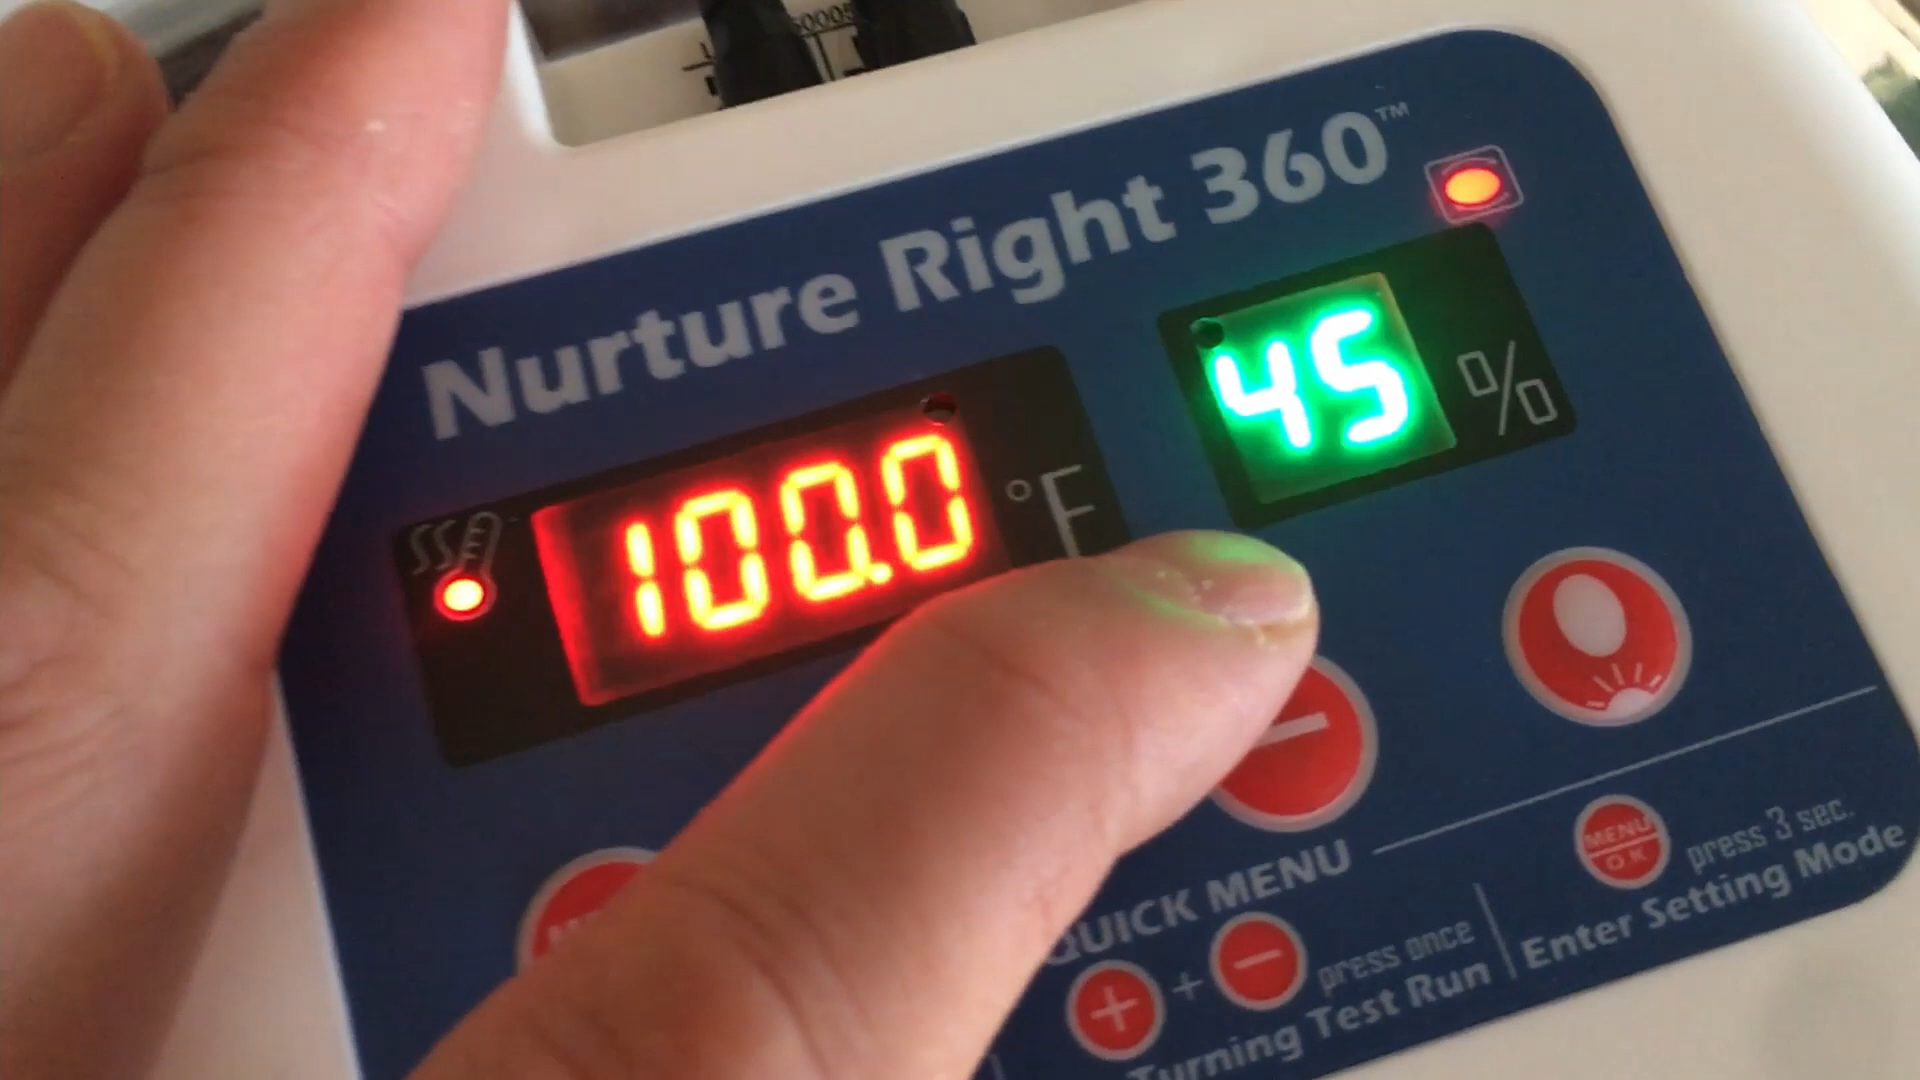 Nurture Right 360™
45 %
100.0 °F
QUICK MENU
+ + − press once
Turning Test Run
MENU
OK
press 3 sec.
Enter Setting Mode